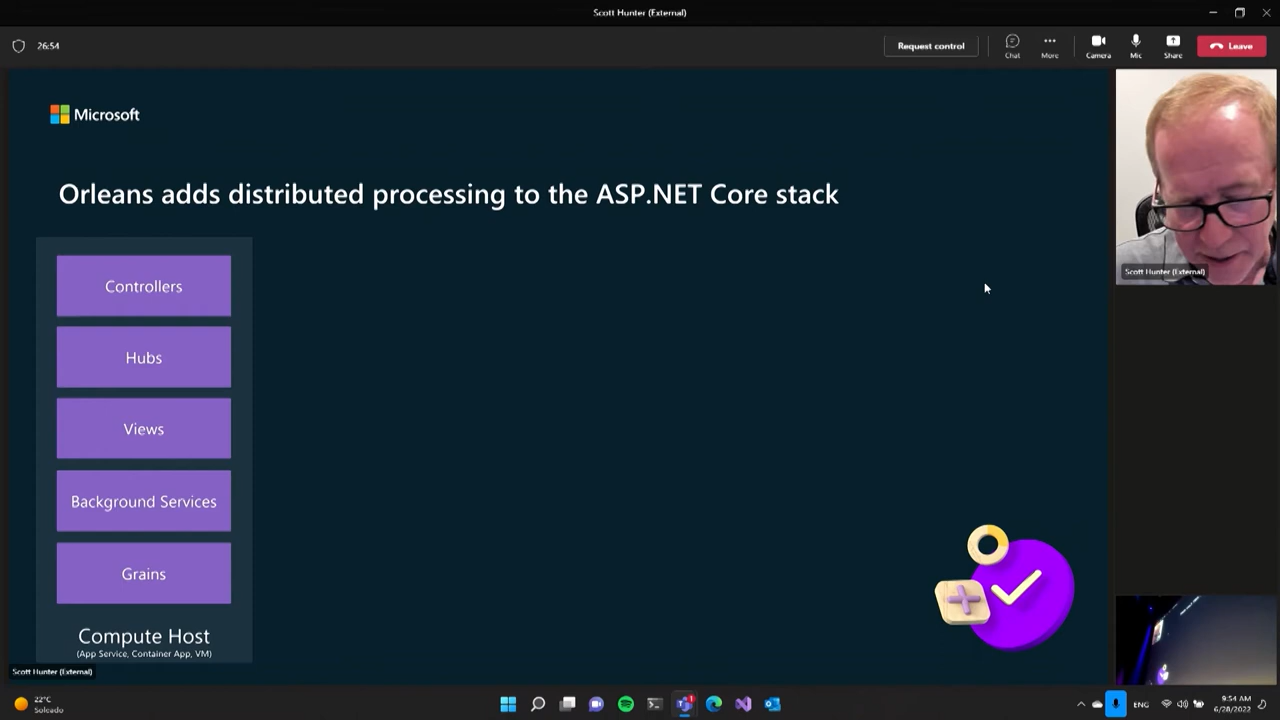 Scott Hunter (External)
26:54
Request control
Chat
More
Camera
Mic
Share
Leave
Microsoft
Orleans adds distributed processing to the ASP.NET Core stack
Controllers
Hubs
Views
Background Services
Grains
Compute Host
(App Service, Container App, VM)
Scott Hunter (External)
Scott Hunter (External)
22°C
Soleado
1
ENG
9:54 AM
6/28/2022